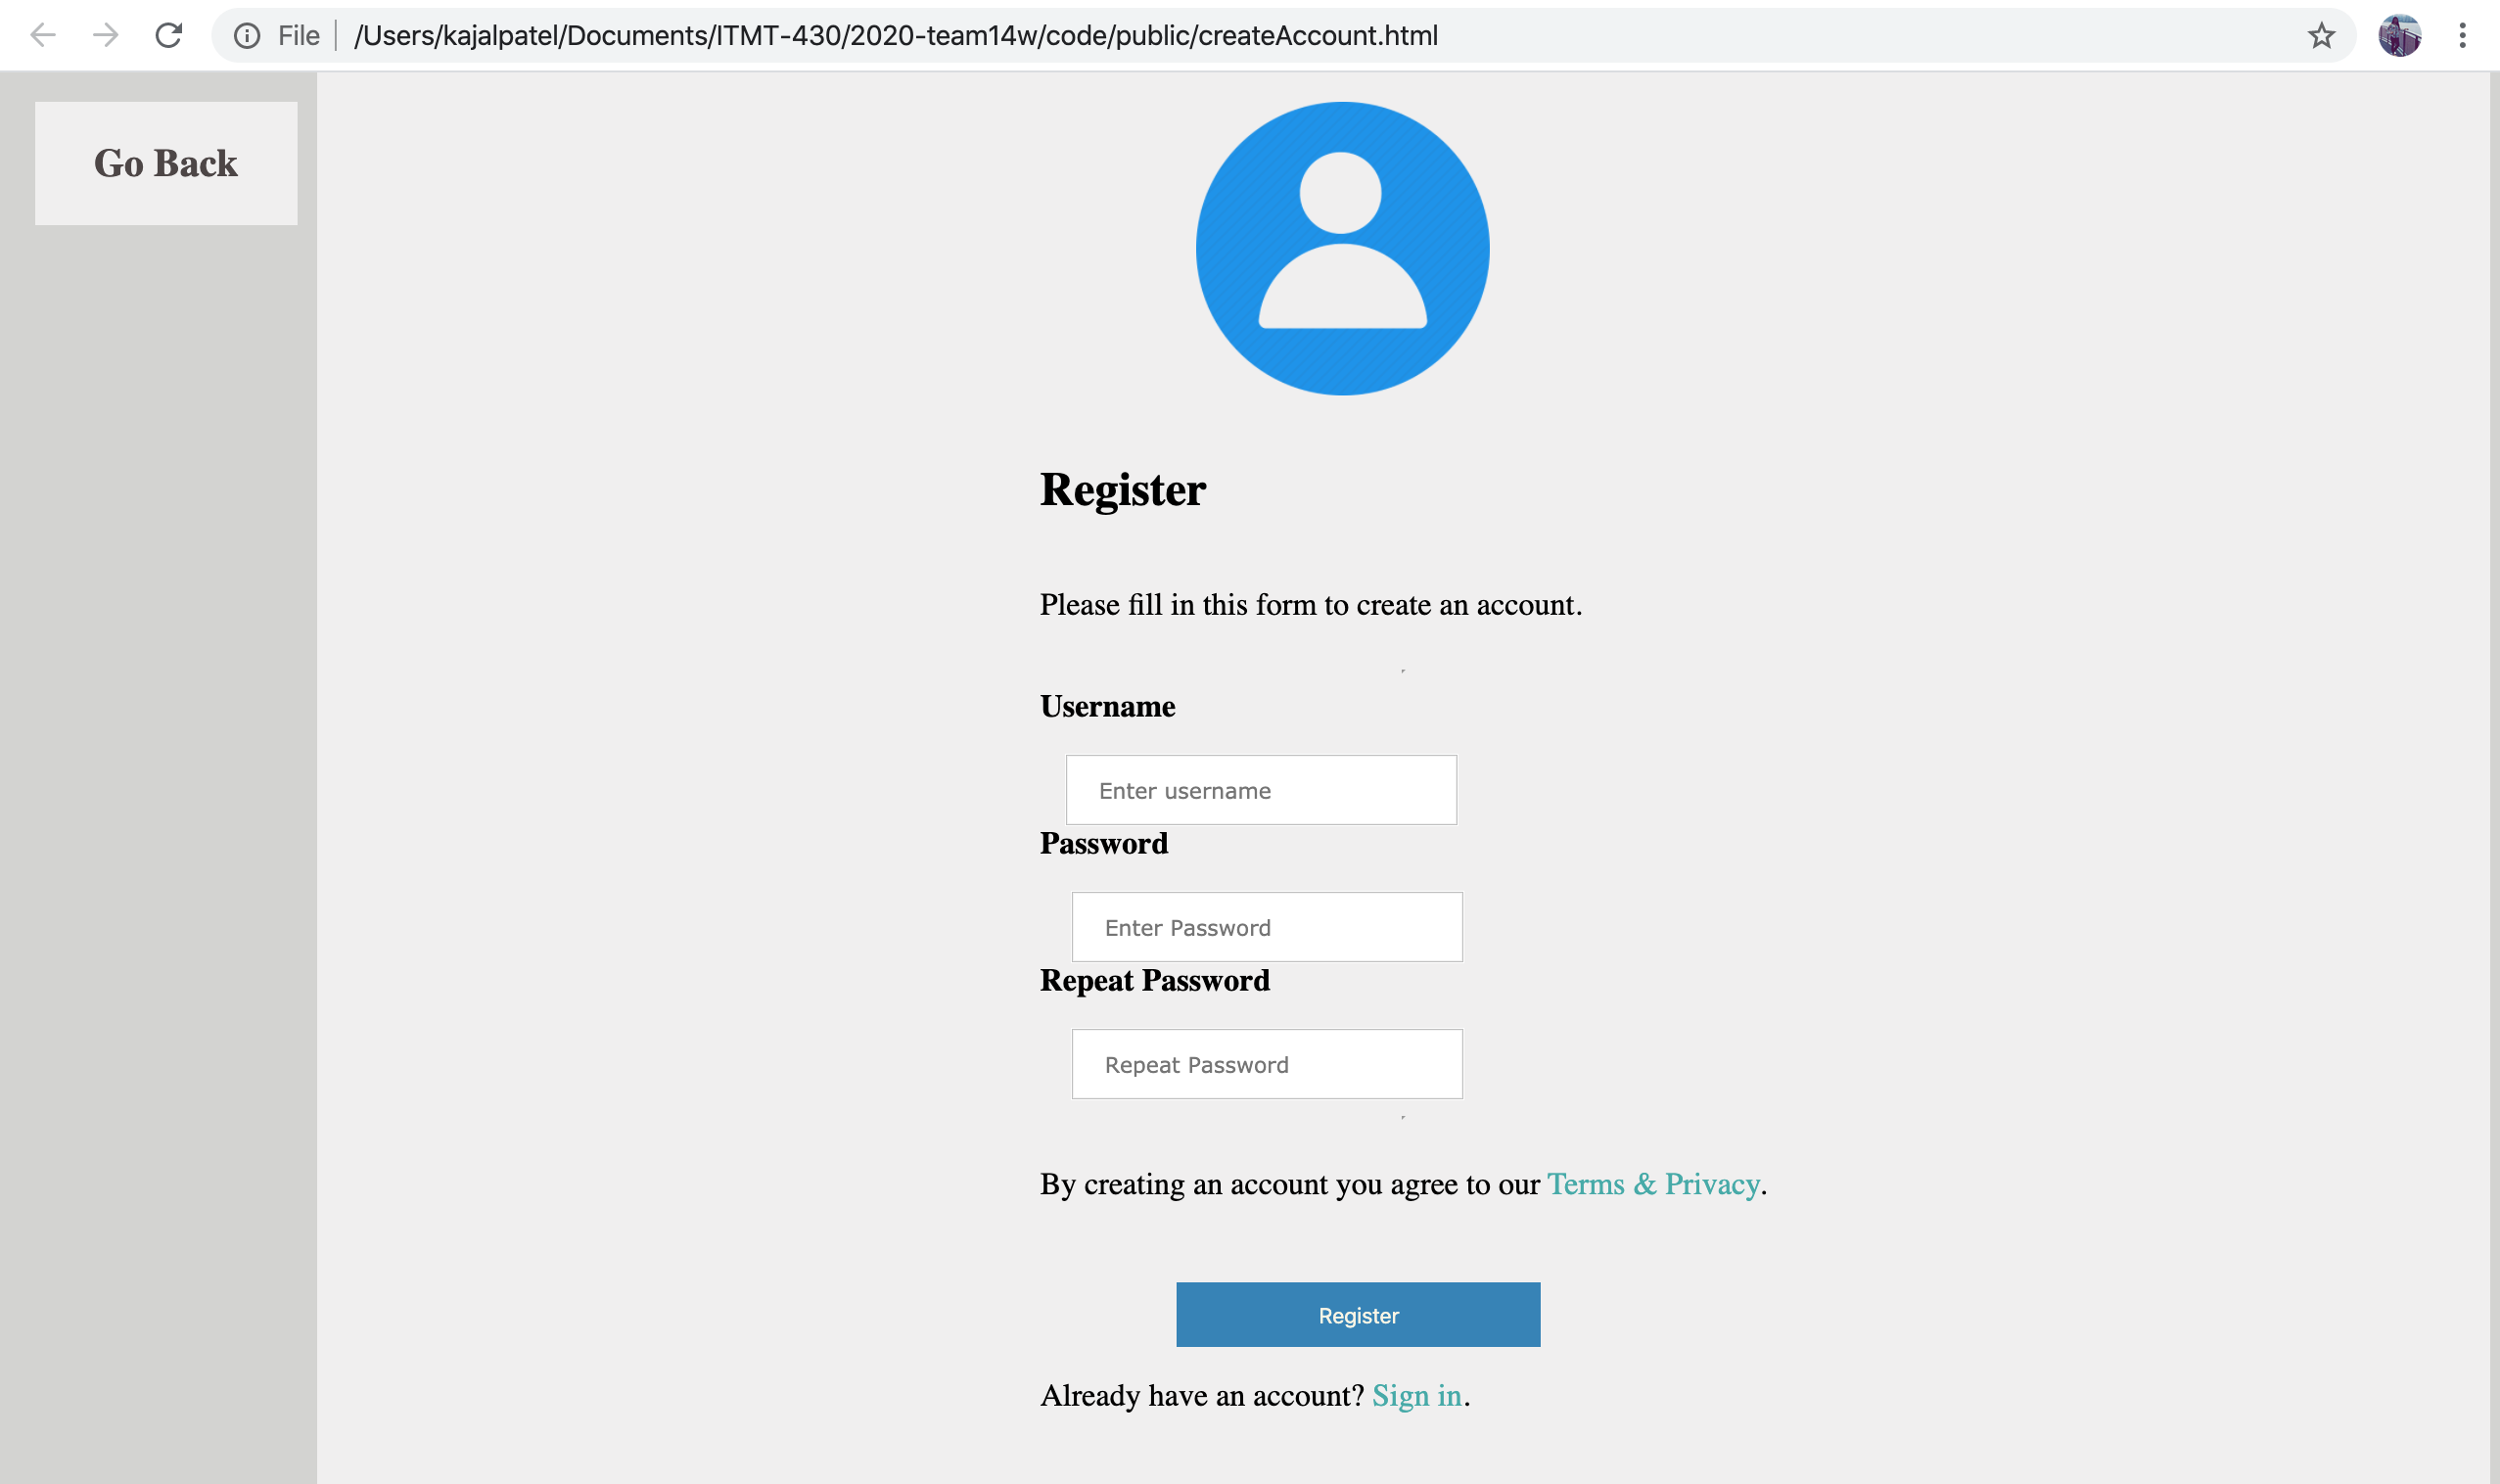 File /Users/kajalpatel/Documents/ITMT-430/2020-team14w/code/public/createAccount.html
Go Back
Register
Please fill in this form to create an account.
Username
Enter username
Password
Enter Password
Repeat Password
Repeat Password
By creating an account you agree to our Terms & Privacy.
Register
Already have an account? Sign in.